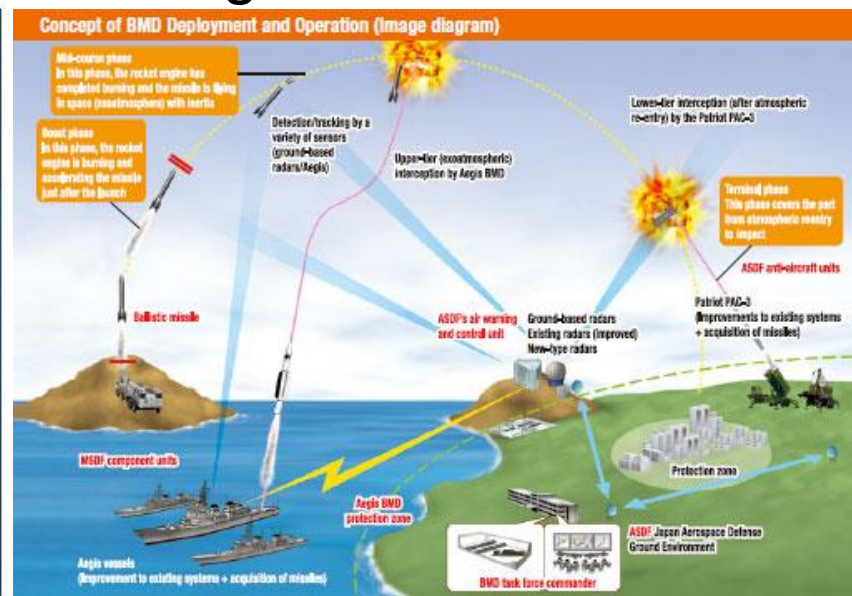 Concept of BMD Deployment and Operation (Image diagram)
Mid-course phase
In this phase, the rocket engine has
completed burning and the missile is flying
in space (exoatmosphere) with inertia
Boost phase
In this phase, the rocket
engine is burning and
accelerating the missile
just after the launch
Detection/tracking by a
variety of sensors
(ground-based
radars/Aegis)
Upper-tier (exoatmospheric)
interception by Aegis BMD
Lower-tier interception (after atmospheric
re-entry) by the Patriot PAC-3
Terminal phase
This phase covers the part
from atmospheric reentry
to impact
ASDF anti-aircraft units
Patriot PAC-3
(Improvements to existing systems
+ acquisition of missiles)
Ballistic missile
ASDF's air warning
and control unit
Ground-based radars
Existing radars (improved)
New-type radars
MSDF component units
Protection zone
Aegis BMD
protection zone
ASDF Japan Aerospace Defense
Ground Environment
Aegis vessels
(Improvement to existing systems + acquisition of missiles)
BMD task force commander